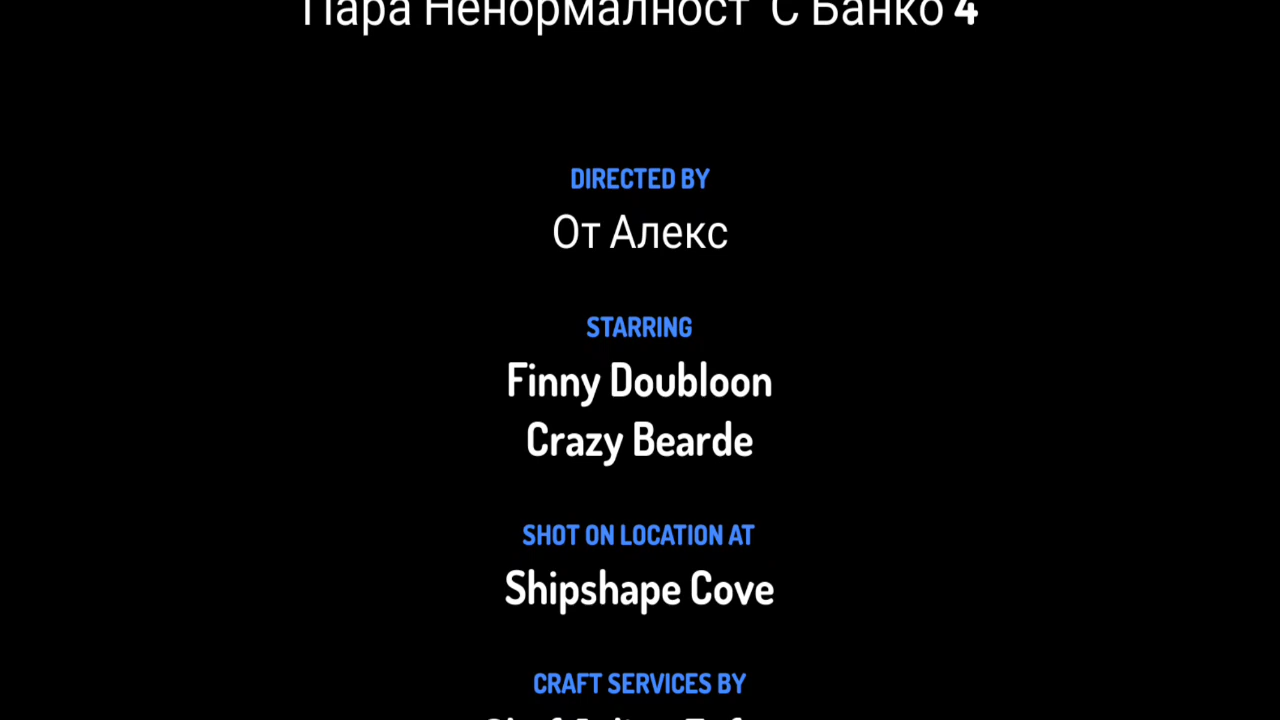 Пара Ненормалност С Банко 4
DIRECTED BY
От Алекс
STARRING
Finny Doubloon
Crazy Bearde
SHOT ON LOCATION AT
Shipshape Cove
CRAFT SERVICES BY